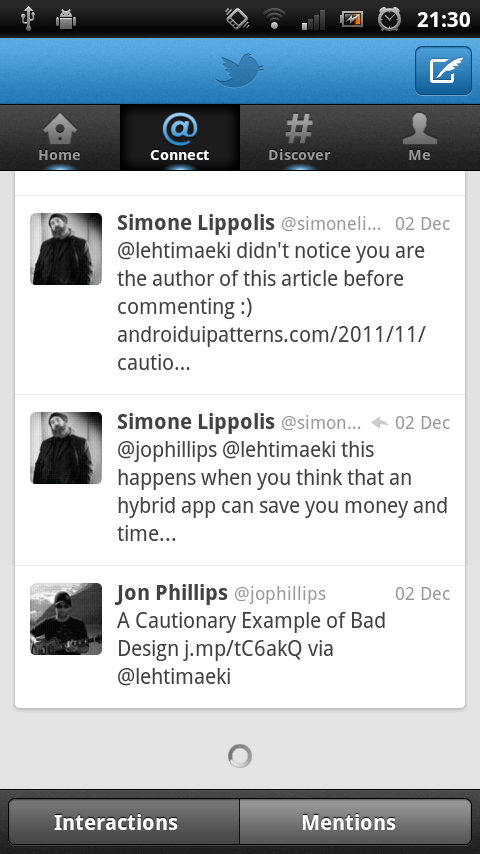 21:30
Home
@
Connect
#
Discover
Me
Simone Lippolis @simoneli... 02 Dec
@lehtimaeki didn't notice you are
the author of this article before
commenting :)
androiduipatterns.com/2011/11/
cautio...
Simone Lippolis @simon... 02 Dec
@jophillips @lehtimaeki this
happens when you think that an
hybrid app can save you money and
time...
Jon Phillips @jophillips 02 Dec
A Cautionary Example of Bad
Design j.mp/tC6akQ via
@lehtimaeki
Interactions
Mentions